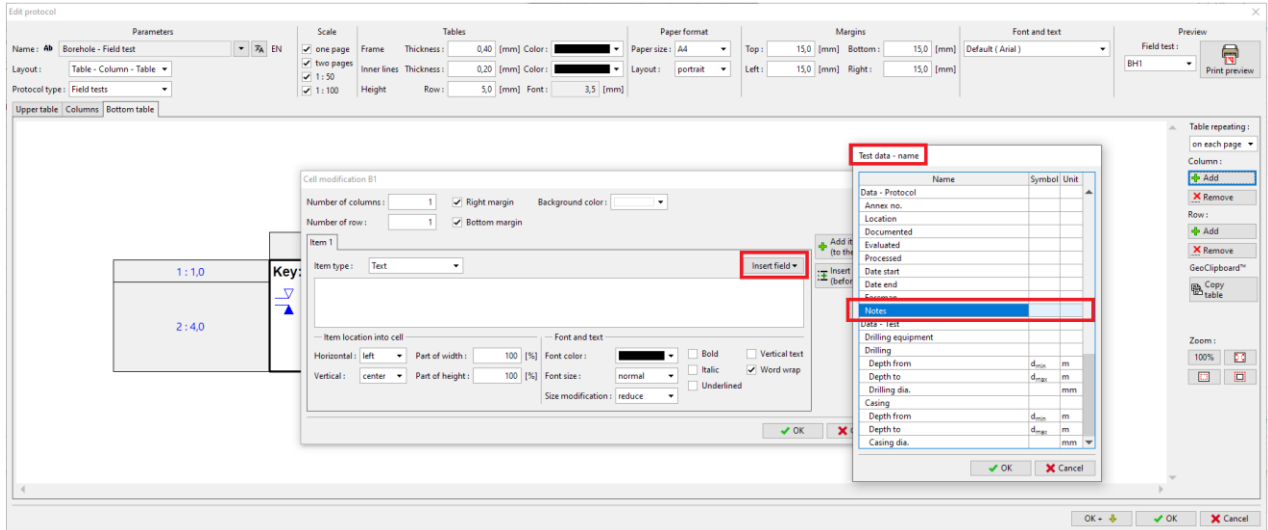 Edit protocol
Parameters Scale Tables Paper format Margins Font and text Preview
Name: Ab Borehole - Field test EN one page Frame Thickness: 0,40 [mm] Color: Paper size: A4 Top: 15,0 [mm] Bottom: 15,0 [mm] Default ( Arial ) Field test:
Layout: Table - Column - Table two pages Inner lines Thickness: 0,20 [mm] Color: Layout: portrait Left: 15,0 [mm] Right: 15,0 [mm] BH1 Print preview
1 : 50
Protocol type: Field tests 1 : 100 Height Row: 5,0 [mm] Font: 3,5 [mm]
Upper table Columns Bottom table
Table repeating:
on each page
Column:
Add
Remove
Row:
Add
Remove
GeoClipboard™
Copy
table
Zoom:
100%
1 : 1,0
2 : 4,0
Key:
Cell modification B1
Number of columns: 1 Right margin Background color:
Number of row: 1 Bottom margin
Item 1
Item type: Text Insert field
Add it
(to the
Insert
(befor
Item location into cell Font and text
Horizontal: left Part of width: 100 [%] Font color: Bold Vertical text
Vertical: center Part of height: 100 [%] Font size: normal Italic Word wrap
Underlined
Size modification: reduce
OK
Test data - name
Name Symbol Unit
Data - Protocol
Annex no.
Location
Documented
Evaluated
Processed
Date start
Date end
Foreman
Notes
Data - Test
Drilling equipment
Drilling
Depth from dmin m
Depth to dmax m
Drilling dia. mm
Casing
Depth from dmin m
Depth to dmax m
Casing dia. mm
OK Cancel
OK + OK Cancel